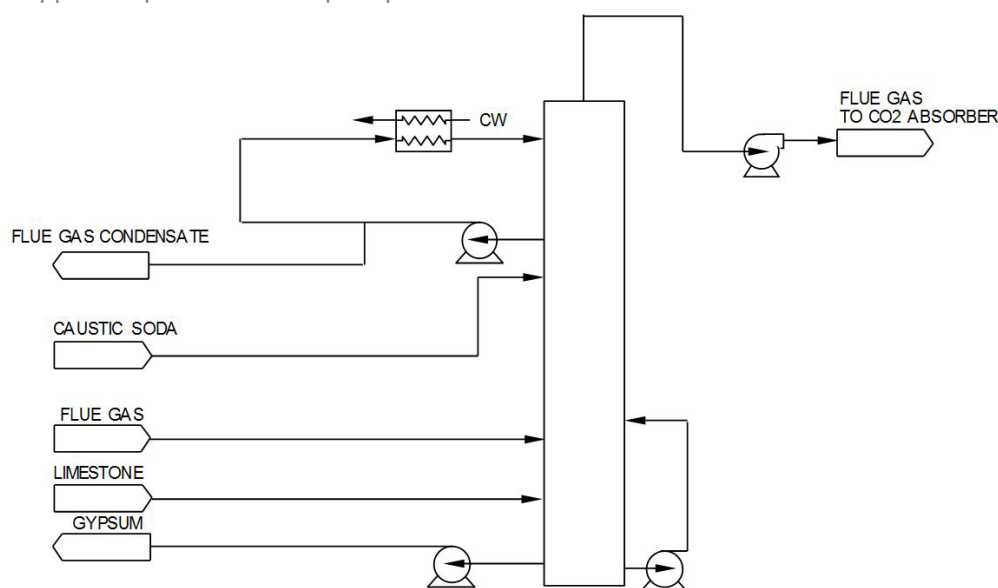 CW
FLUE GAS
TO CO2 ABSORBER
FLUE GAS CONDENSATE
CAUSTIC SODA
FLUE GAS
LIMESTONE
GYPSUM